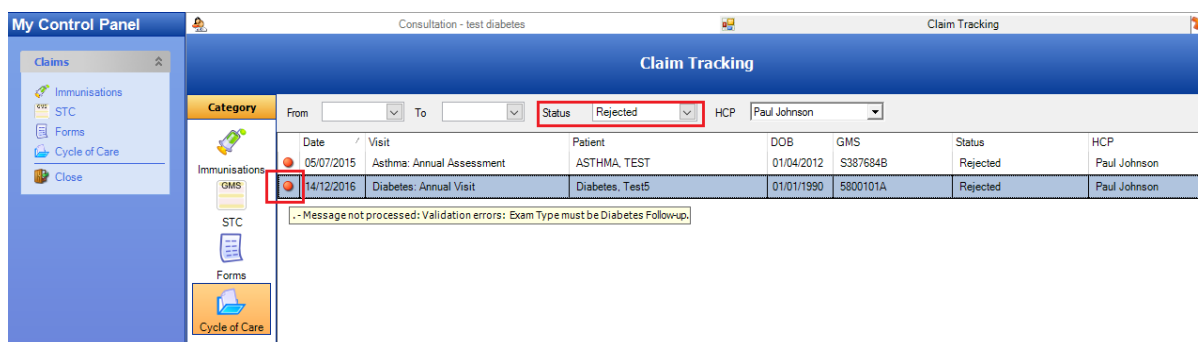 My Control Panel
Consultation - test diabetes
Claim Tracking
Claims
Immunisations
STC
Forms
Cycle of Care
Close
Claim Tracking
Category
From To Status Rejected HCP Paul Johnson
Immunisations
GMS
STC
Forms
Cycle of Care
Date / Visit Patient DOB GMS Status HCP
05/07/2015 Asthma: Annual Assessment ASTHMA, TEST 01/04/2012 S387684B Rejected Paul Johnson
14/12/2016 Diabetes: Annual Visit Diabetes, Test5 01/01/1990 5800101A Rejected Paul Johnson
.- Message not processed: Validation errors: Exam Type must be Diabetes Follow-up.